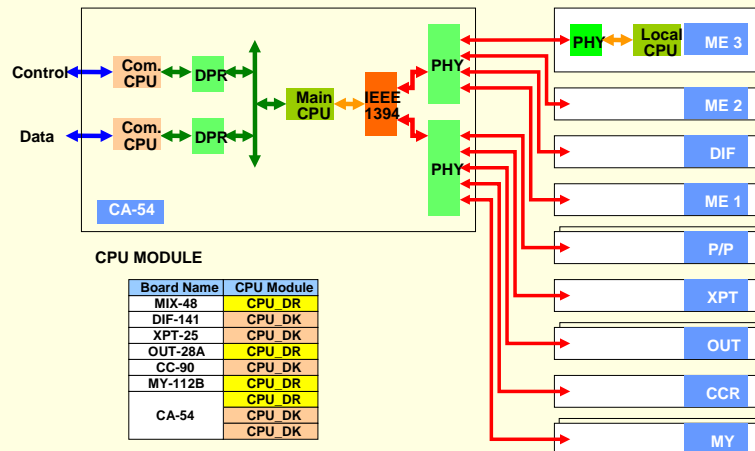 Control
Data
Com.
CPU
DPR
Com.
CPU
DPR
Main
CPU
IEEE
1394
PHY
PHY
CA-54
PHY
Local
CPU
ME 3
ME 2
DIF
ME 1
P/P
XPT
OUT
CCR
MY
CPU MODULE
Board Name CPU Module
MIX-48 CPU_DR
DIF-141 CPU_DK
XPT-25 CPU_DK
OUT-28A CPU_DR
CC-90 CPU_DK
MY-112B CPU_DR
CA-54 CPU_DR
CPU_DK
CPU_DK